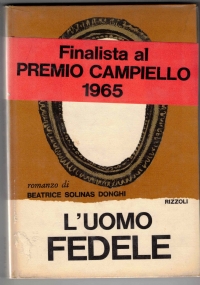 Finalista al
PREMIO CAMPIELLO
1965
romanzo di
BEATRICE SOLINAS DONGHI
RIZZOLI
L'UOMO
FEDELE